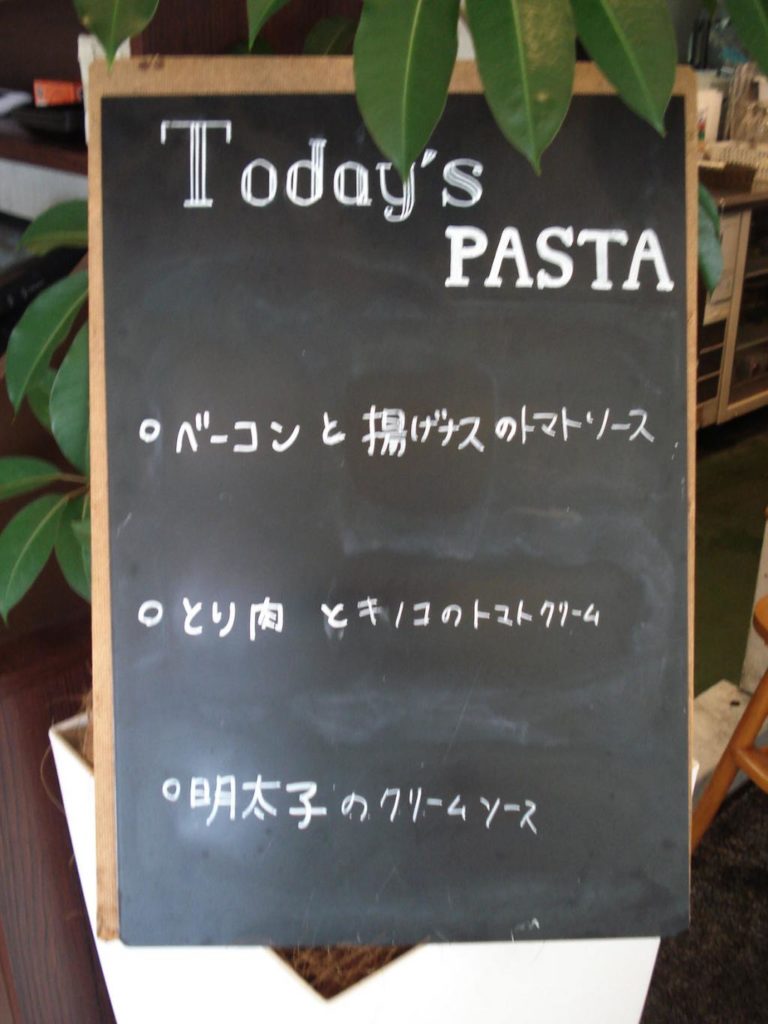 Today's
PASTA
○ベーコンと揚げナスのトマトソース
○とり肉 とキノコのトマトクリーム
○明太子のクリームソース